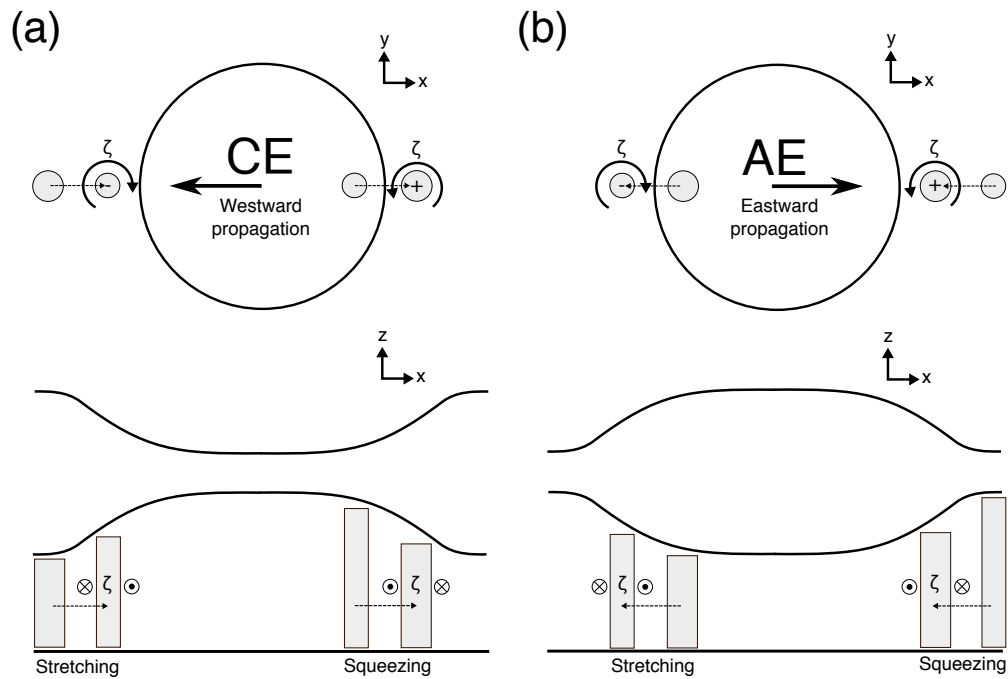 (a)
y
x
ζ
CE
Westward
propagation
-
+
ζ
z
x
ζ
ζ
Stretching
Squeezing
(b)
y
x
ζ
AE
Eastward
propagation
-
+
ζ
z
x
ζ
ζ
Stretching
Squeezing